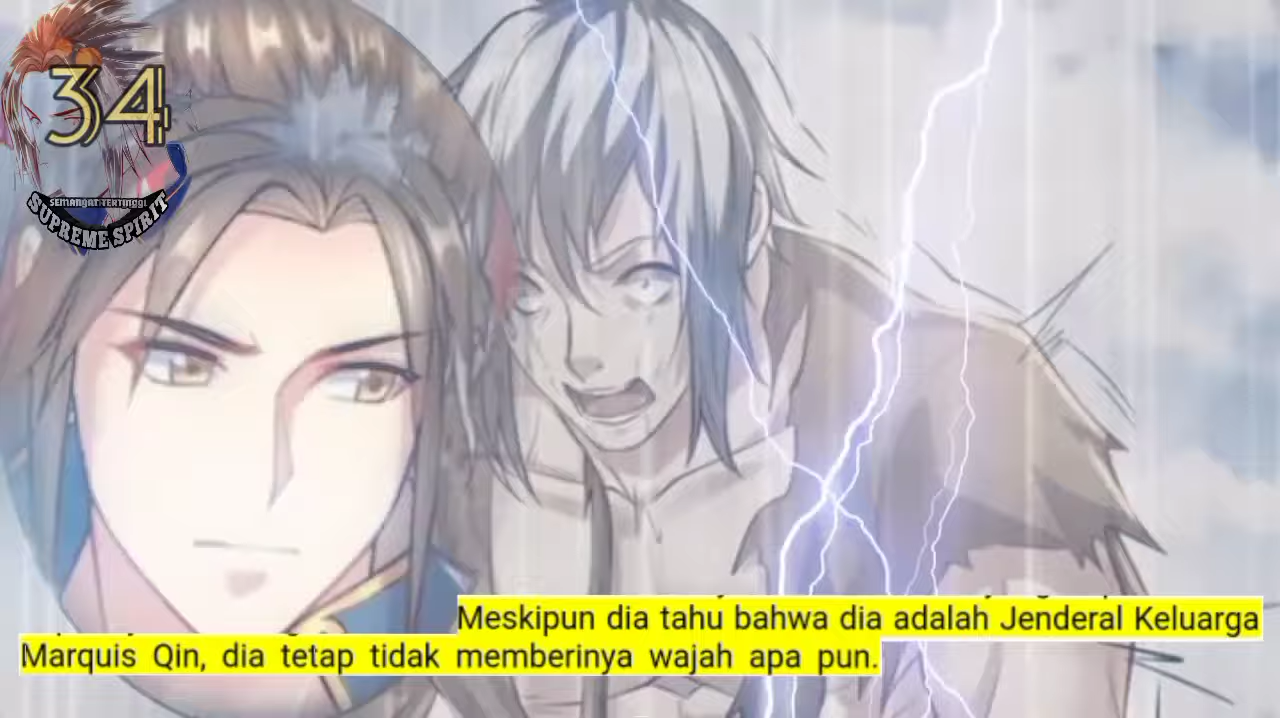 34
SEMANGAT TERTINGGI
SUPREME SPIRIT
Meskipun dia tahu bahwa dia adalah Jenderal Keluarga
Marquis Qin, dia tetap tidak memberinya wajah apa pun.